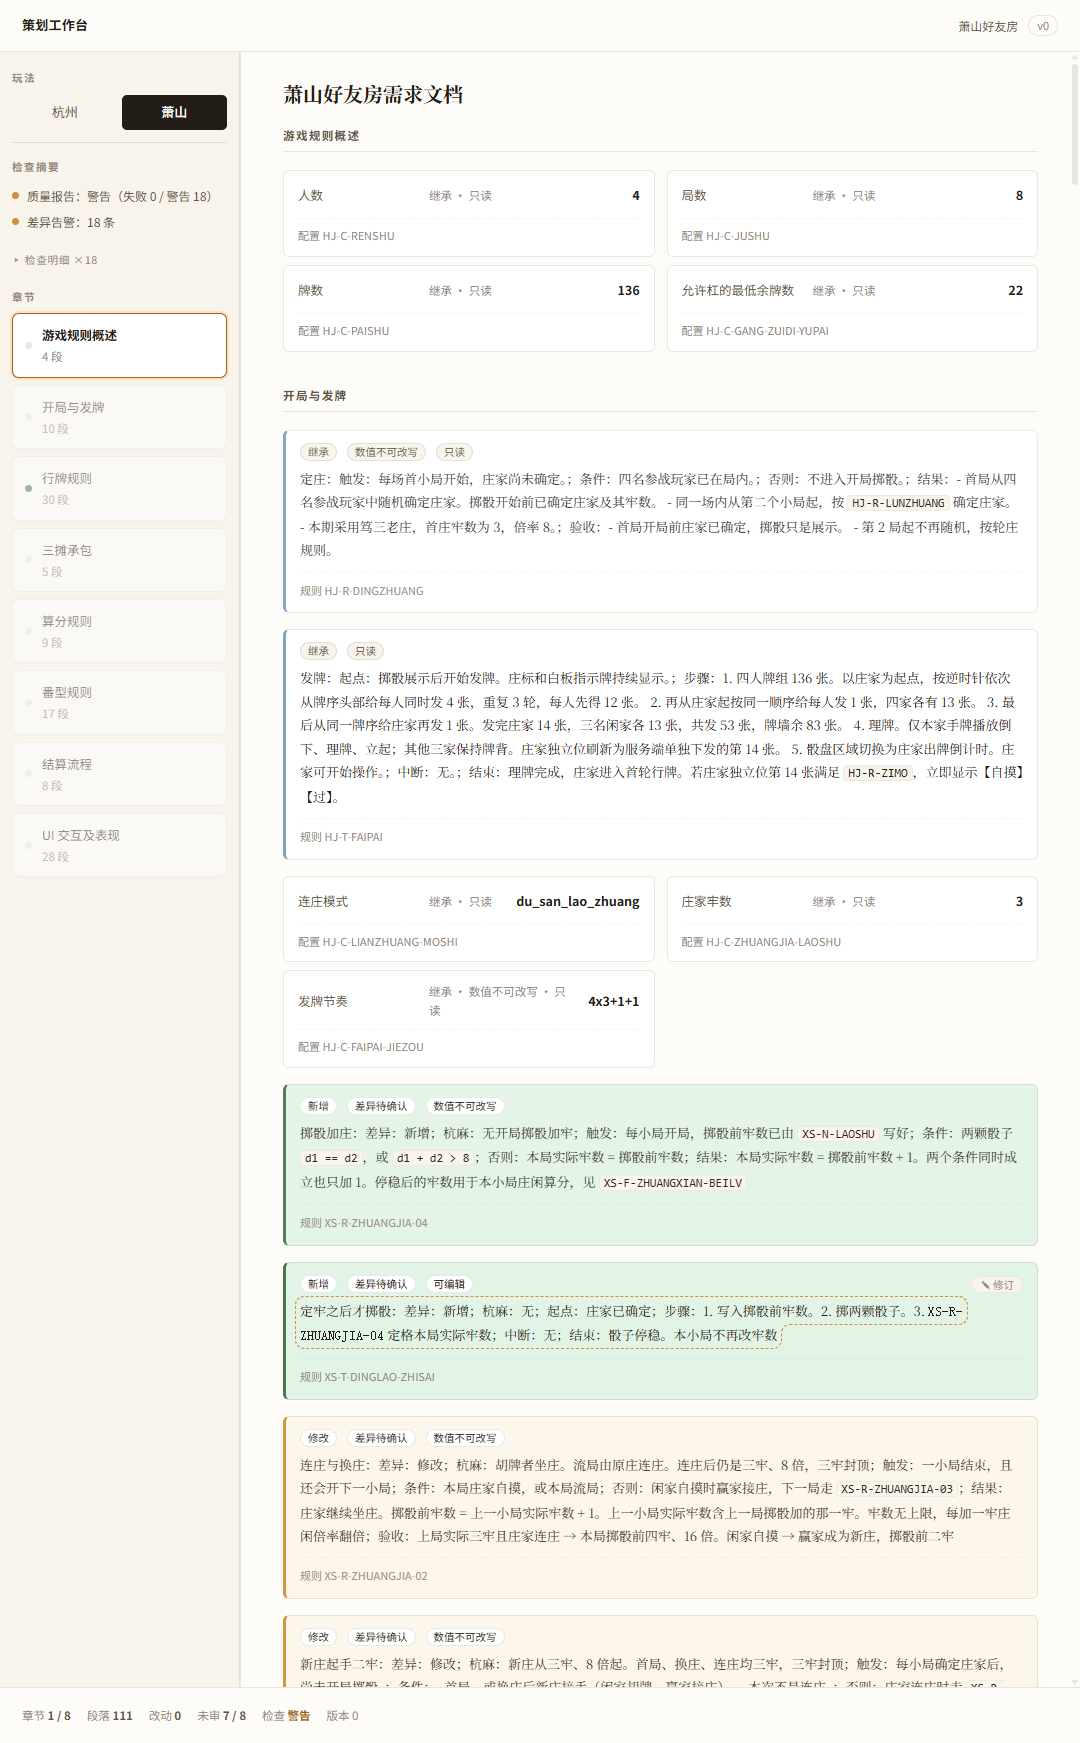 策划工作台
萧山好友房 v0
玩法
杭州 萧山
检查摘要
质量报告：警告（失败 0 / 警告 18）
差异告警：18 条
检查明细 ×18
章节
游戏规则概述
4 段
开局与发牌
10 段
行牌规则
30 段
三摊承包
5 段
算分规则
9 段
番型规则
17 段
结算流程
8 段
UI 交互及表现
28 段
萧山好友房需求文档
游戏规则概述
人数 继承 · 只读 4
配置 HJ-C-RENSHU
局数 继承 · 只读 8
配置 HJ-C-JUSHU
牌数 继承 · 只读 136
配置 HJ-C-PAISHU
允许杠的最低余牌数 继承 · 只读 22
配置 HJ-C-GANG-ZUIDI-YUPAI
开局与发牌
继承 数值不可改写 只读
定庄：触发：每场首小局开始，庄家尚未确定。；条件：四名参战玩家已在局内。；否则：不进入开局掷骰。；结果：- 首局从四
名参战玩家中随机确定庄家。掷骰开始前已确定庄家及其牢数。 - 同一场内从第二个小局起，按 HJ-R-LUNZHUANG 确定庄家。
- 本期采用笃三老庄，首庄牢数为 3，倍率 8。；验收：- 首局开局前庄家已确定，掷骰只是展示。 - 第 2 局起不再随机，按轮庄
规则。
规则 HJ-R-DINGZHUANG
继承 只读
发牌：起点：掷骰展示后开始发牌。庄标和白板指示牌持续显示。；步骤：1. 四人牌组 136 张。以庄家为起点，按逆时针依次
从牌序头部给每人同时发 4 张，重复 3 轮，每人先得 12 张。 2. 再从庄家起按同一顺序给每人发 1 张，四家各有 13 张。 3. 最
后从同一牌序给庄家再发 1 张。发完庄家 14 张，三名闲家各 13 张，共发 53 张，牌墙余 83 张。 4. 理牌。仅本家手牌播放倒
下、理牌、立起；其他三家保持牌背。庄家独立位刷新为服务端单独下发的第 14 张。 5. 骰盘区域切换为庄家出牌倒计时。庄
家可开始操作。；中断：无。；结束：理牌完成，庄家进入首轮行牌。若庄家独立位第 14 张满足 HJ-R-ZIMO，立即显示【自摸】
【过】。
规则 HJ-T-FAIPAI
连庄模式 继承 · 只读 du_san_lao_zhuang
配置 HJ-C-LIANZHUANG-MOSHI
庄家牢数 继承 · 只读 3
配置 HJ-C-ZHUANGJIA-LAOSHU
发牌节奏 继承 · 数值不可改写 · 只读 4x3+1+1
配置 HJ-C-FAIPAI-JIEZOU
新增 差异待确认 数值不可改写
掷骰加庄：差异：新增；杭麻：无开局掷骰加牢；触发：每小局开局，掷骰前牢数已由 XS-N-LAOSHU 写好；条件：两颗骰子
d1 == d2，或 d1 + d2 > 8；否则：本局实际牢数 = 掷骰前牢数；结果：本局实际牢数 = 掷骰前牢数 + 1。两个条件同时成
立也只加 1。停稳后的牢数用于本小局庄闲算分，见 XS-F-ZHUANGXIAN-BEILV
规则 XS-R-ZHUANGJIA-04
新增 差异待确认 可编辑 修订
定牢之后才掷骰：差异：新增；杭麻：无；起点：庄家已确定；步骤：1. 写入掷骰前牢数。2. 掷两颗骰子。3. XS-R-
ZHUANGJIA-04 定格本局实际牢数；中断：无；结束：骰子停稳。本小局不再改牢数
规则 XS-T-DINGLAO-ZHISAI
修改 差异待确认 数值不可改写
连庄与换庄：差异：修改；杭麻：胡牌者坐庄。流局由原庄连庄。连庄后仍是三牢、8 倍，三牢封顶；触发：一小局结束，且
还会开下一小局；条件：本局庄家自摸，或本局流局；否则：闲家自摸时赢家接庄，下一局走 XS-R-ZHUANGJIA-03；结果：
庄家继续坐庄。掷骰前牢数 = 上一小局实际牢数 + 1。上一小局实际牢数含上一局掷骰加的那一牢。牢数无上限，每加一牢庄
闲倍率翻倍；验收：上局实际三牢且庄家连庄 → 本局掷骰前四牢、16 倍。闲家自摸 → 赢家成为新庄，掷骰前二牢
规则 XS-R-ZHUANGJIA-02
修改 差异待确认 数值不可改写
新庄起手二牢：差异：修改；杭麻：新庄从三牢、8 倍起。首局、换庄、连庄均三牢，三牢封顶；触发：每小局确定庄家后，
章节 1 / 8 段落 111 改动 0 未审 7 / 8 检查 警告 版本 0